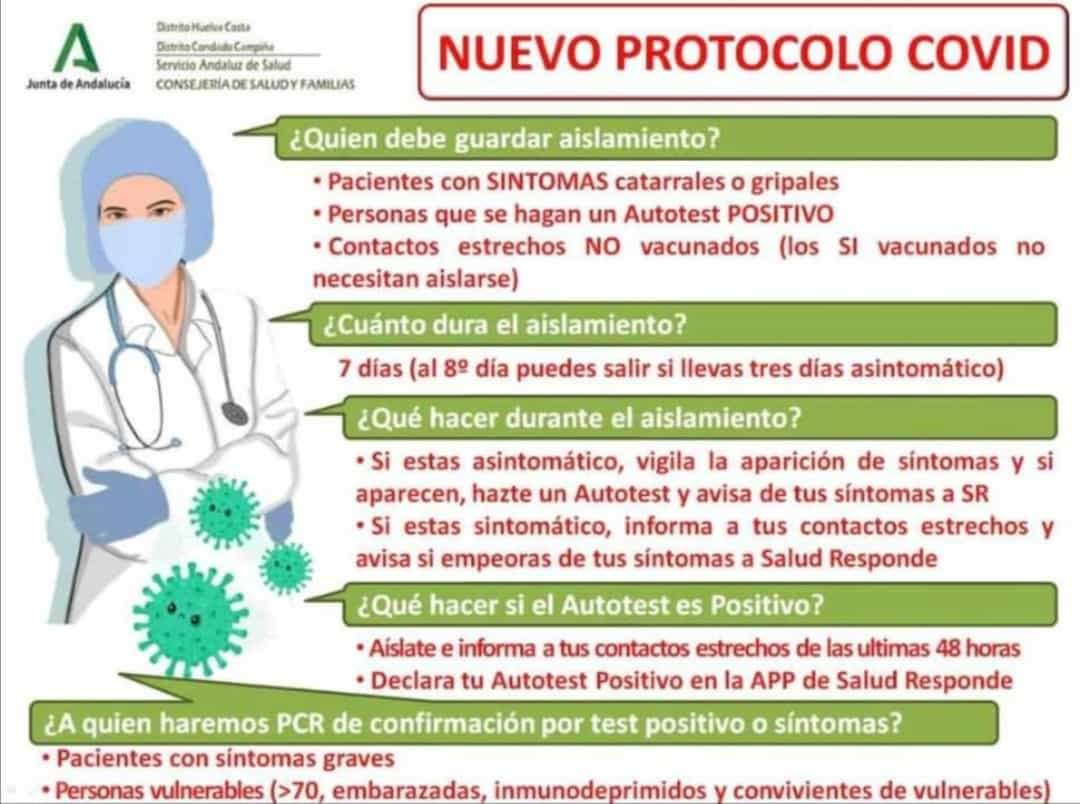 Junta de Andalucía
Distrito Huelva Costa
Distrito Condado Campiña
Servicio Andaluz de Salud
CONSEJERÍA DE SALUD Y FAMILIAS
NUEVO PROTOCOLO COVID
¿Quien debe guardar aislamiento?
• Pacientes con SINTOMAS catarrales o gripales
• Personas que se hagan un Autotest POSITIVO
• Contactos estrechos NO vacunados (los SI vacunados no
necesitan aislarse)
¿Cuánto dura el aislamiento?
7 días (al 8º día puedes salir si llevas tres días asintomático)
¿Qué hacer durante el aislamiento?
• Si estas asintomático, vigila la aparición de síntomas y si
aparecen, hazte un Autotest y avisa de tus síntomas a SR
• Si estas sintomático, informa a tus contactos estrechos y
avisa si empeoras de tus síntomas a Salud Responde
¿Qué hacer si el Autotest es Positivo?
• Aíslate e informa a tus contactos estrechos de las ultimas 48 horas
• Declara tu Autotest Positivo en la APP de Salud Responde
¿A quien haremos PCR de confirmación por test positivo o síntomas?
• Pacientes con síntomas graves
• Personas vulnerables (>70, embarazadas, inmunodeprimidos y convivientes de vulnerables)